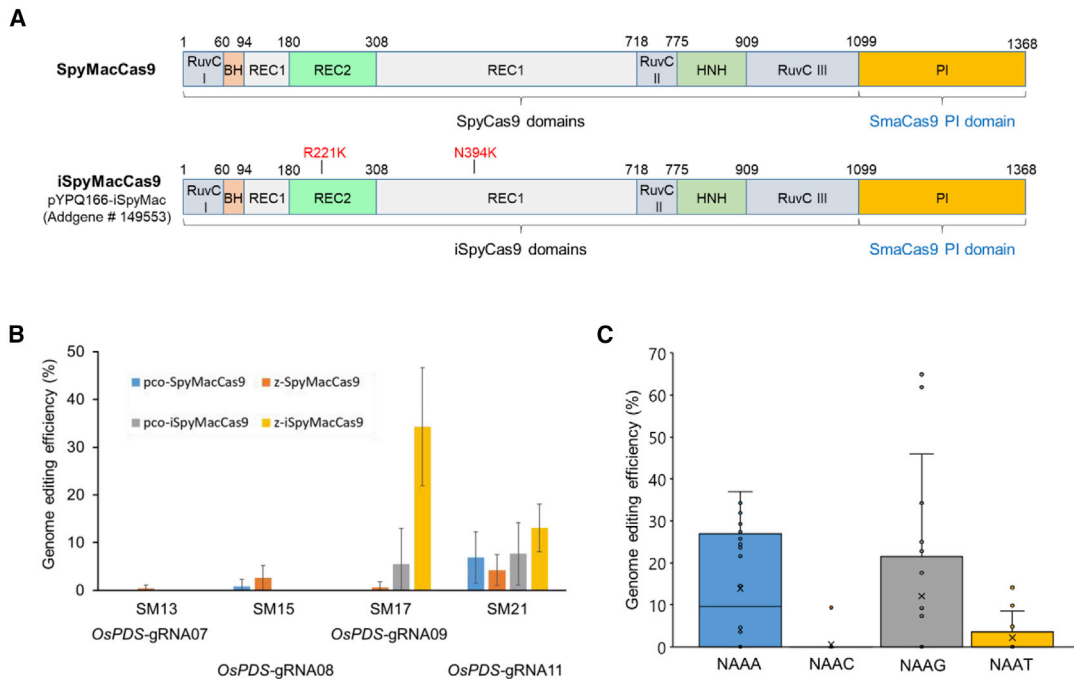 A
SpyMacCas9
1 60 94 180 308 718 775 909 1099 1368
RuvC I BH REC1 REC2 REC1 RuvC II HNH RuvC III PI
SpyCas9 domains SmaCas9 PI domain
R221K N394K
iSpyMacCas9
pYPQ166-iSpyMac
(Addgene # 149553)
1 60 94 180 308 718 775 909 1099 1368
RuvC I BH REC1 REC2 REC1 RuvC II HNH RuvC III PI
iSpyCas9 domains SmaCas9 PI domain
B
Genome editing efficiency (%)
50
40
30
20
10
0
pco-SpyMacCas9 z-SpyMacCas9
pco-iSpyMacCas9 z-iSpyMacCas9
SM13 SM15 SM17 SM21
OsPDS-gRNA07 OsPDS-gRNA09
OsPDS-gRNA08 OsPDS-gRNA11
C
Genome editing efficiency (%)
70
60
50
40
30
20
10
0
NAAA NAAC NAAG NAAT